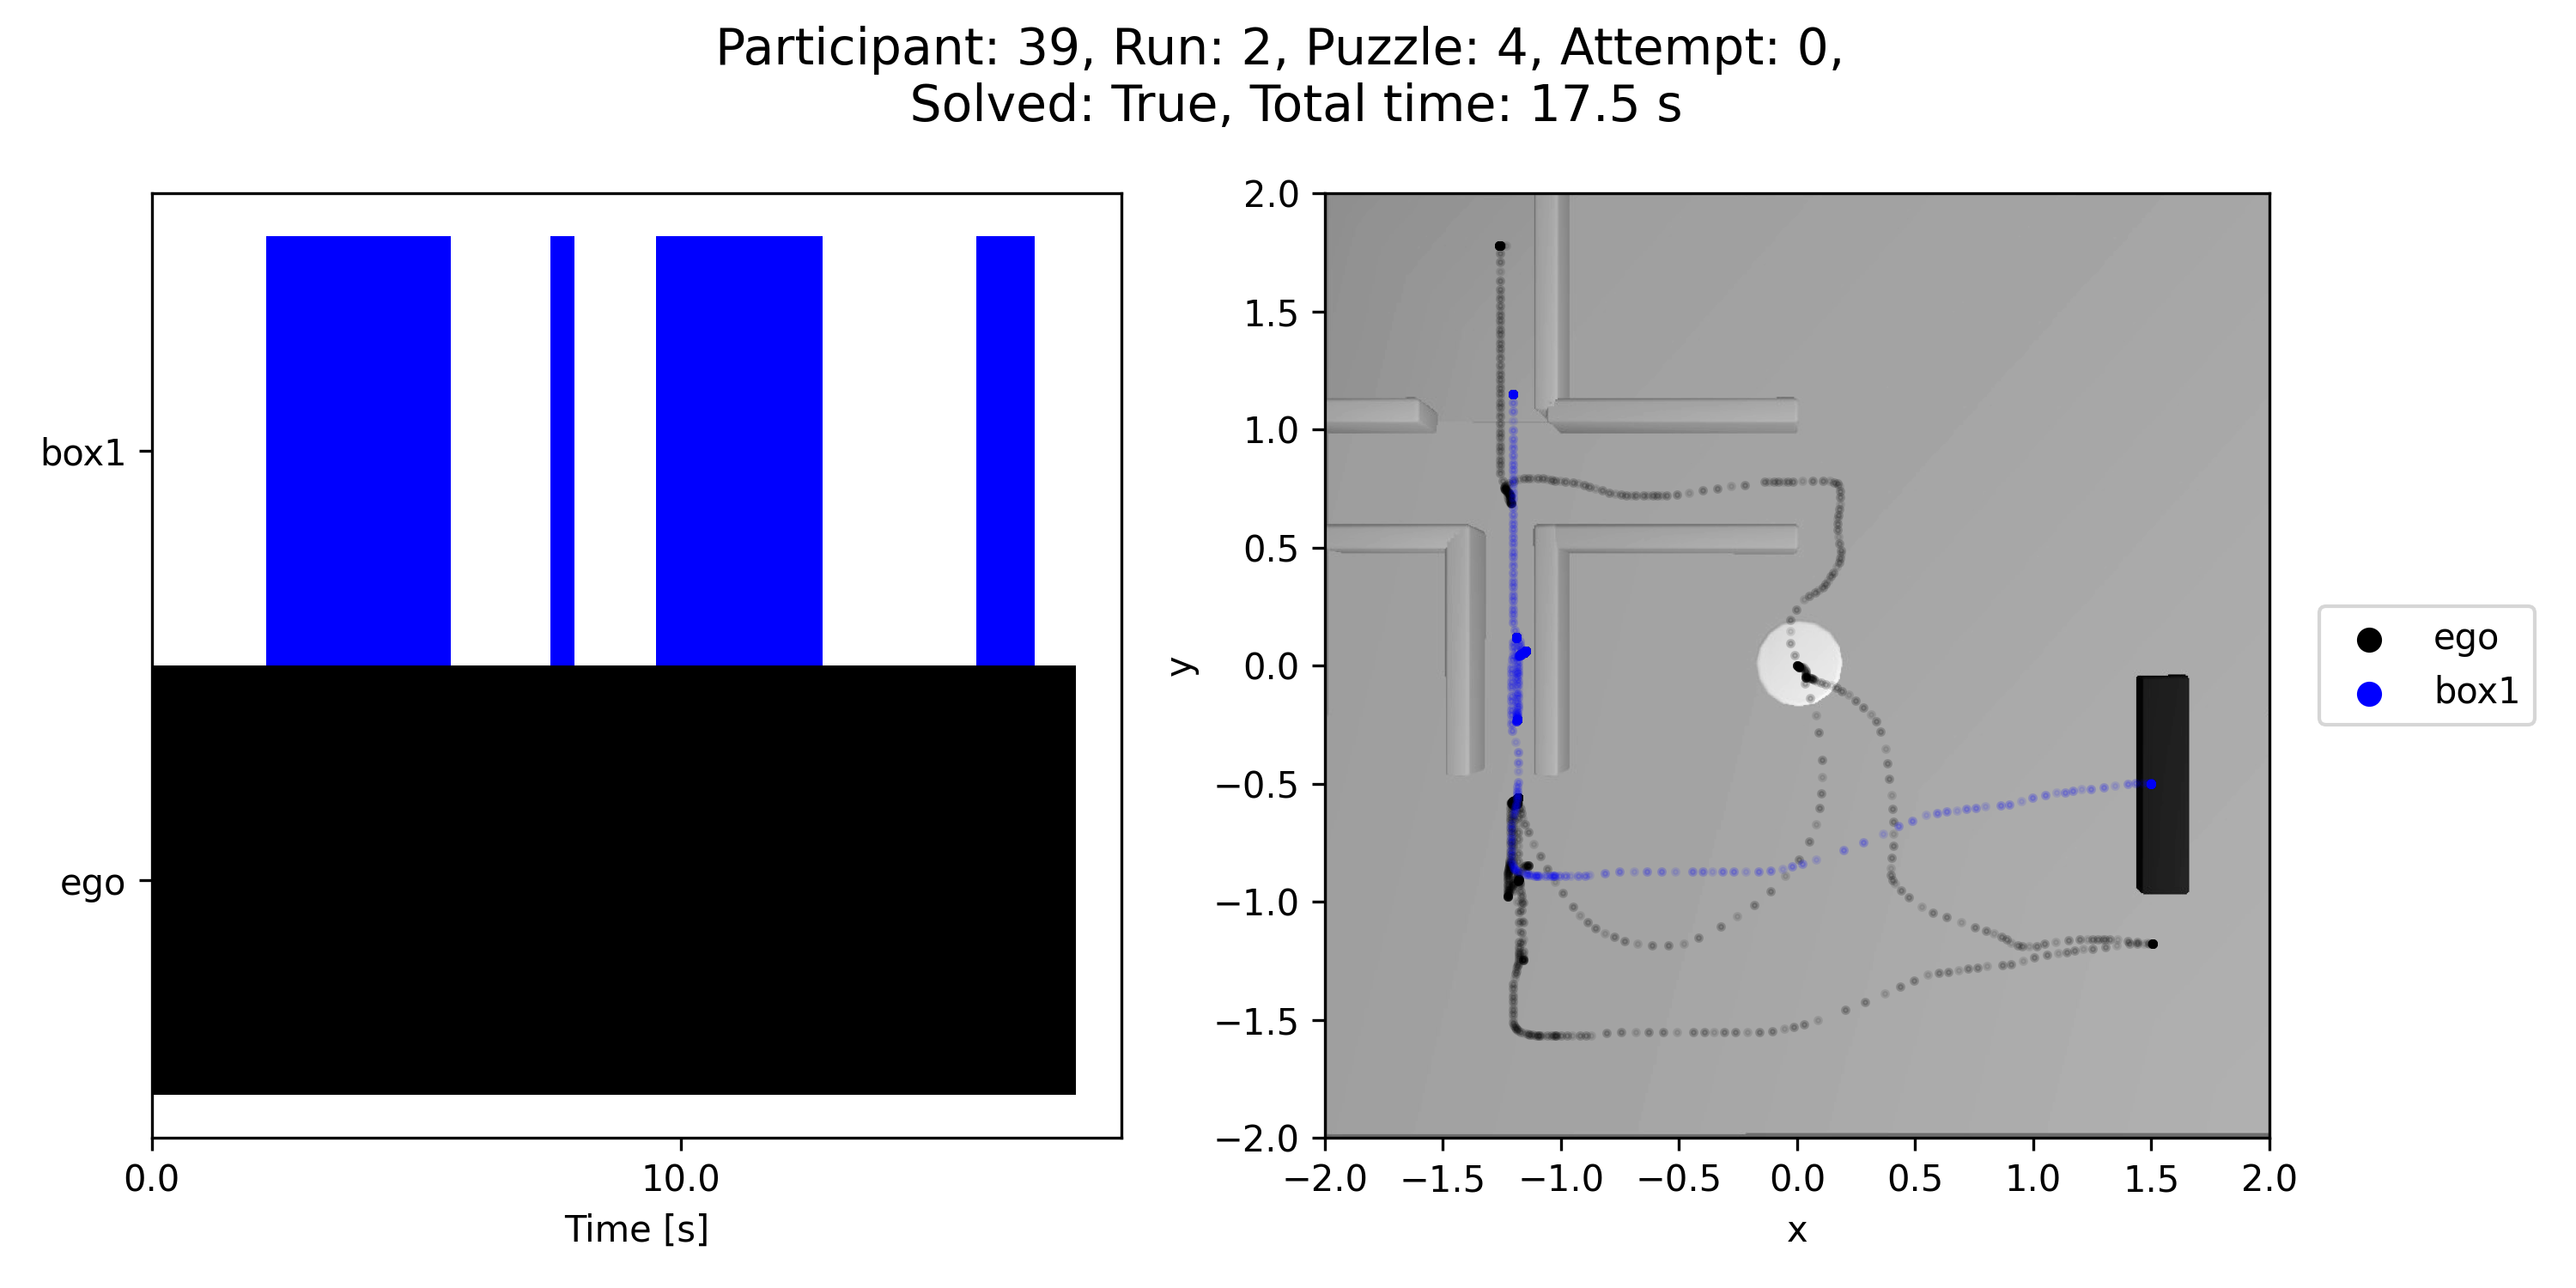 Participant: 39, Run: 2, Puzzle: 4, Attempt: 0,
Solved: True, Total time: 17.5 s
box1
ego
0.0
10.0
Time [s]
2.0
1.5
1.0
0.5
0.0
−0.5
−1.0
−1.5
−2.0
y
−2.0
−1.5
−1.0
−0.5
0.0
0.5
1.0
1.5
2.0
x
ego
box1